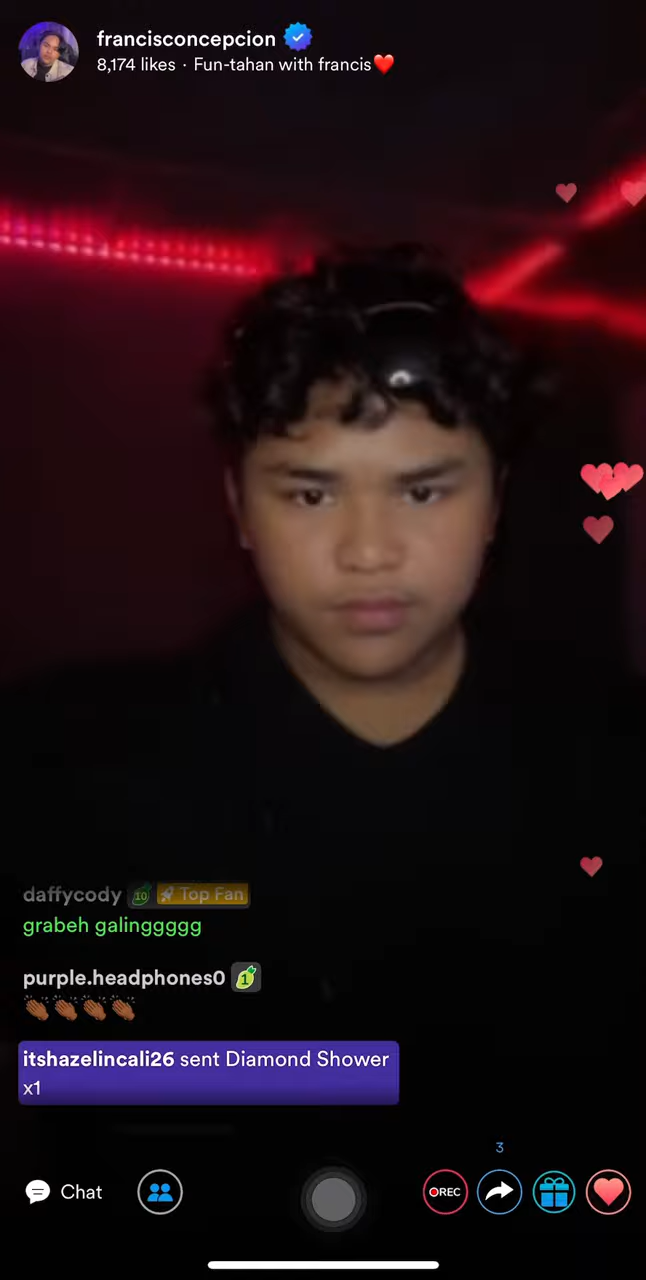 francisconcepcion
8,174 likes · Fun-tahan with francis❤️
daffycody 10 Top Fan
grabeh galinggggg
purple.headphones0 1
👏🏾👏🏾👏🏾👏🏾
itshazelincali26 sent Diamond Shower
x1
3
Chat
REC